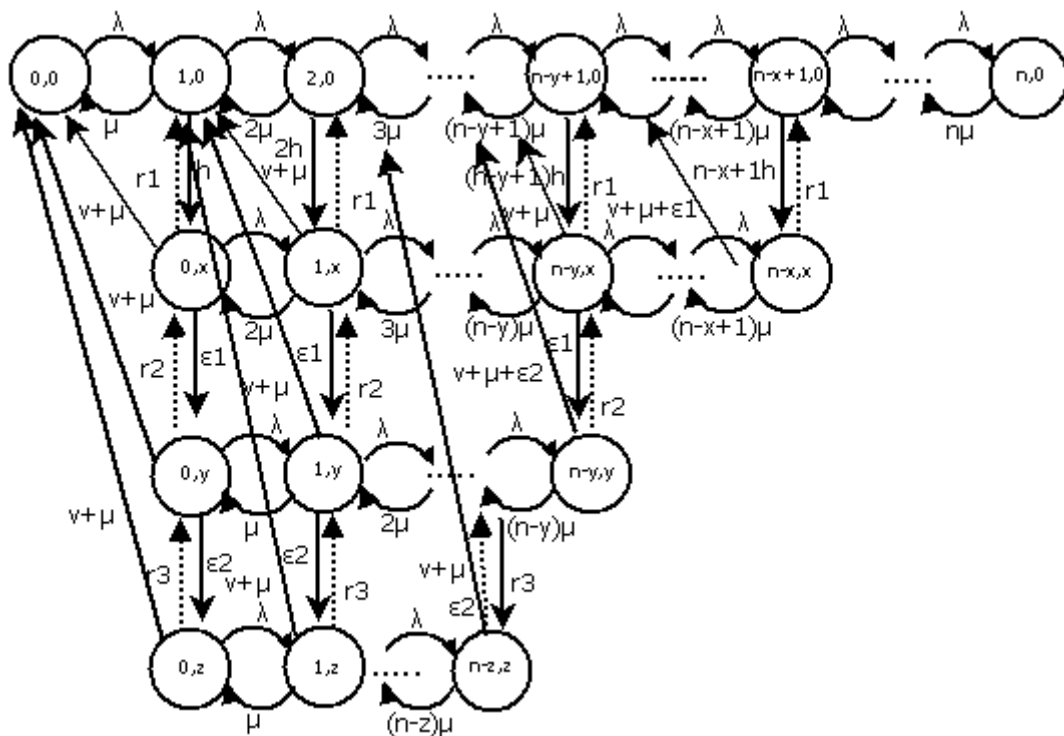 λ λ λ λ λ λ λ λ
0,0 1,0 2,0 ..... n-y+1,0 ------ n-x+1,0 ..... n,0
μ 2μ 3μ (n-y+1)μ (n-x+1)μ nμ
2h
r1 h v+μ r1 (h-y+1)h r1 n-x+1h r1
v+μ v+μ v+μ+ε1
λ λ λ λ λ
0,x 1,x ..... n-y,x ..... n-x,x
v+μ
2μ 3μ (n-y)μ (n-x+1)μ
r2 ε1 ε1 v+μ r2 v+μ+ε2 ε1 r2
λ λ λ
0,y 1,y ..... n-y,y
v+μ μ 2μ (n-y)μ
r3 ε2 v+μ ε2 r3 v+μ ε2 r3
λ λ
0,z 1,z ..... n-z,z
μ (n-z)μ